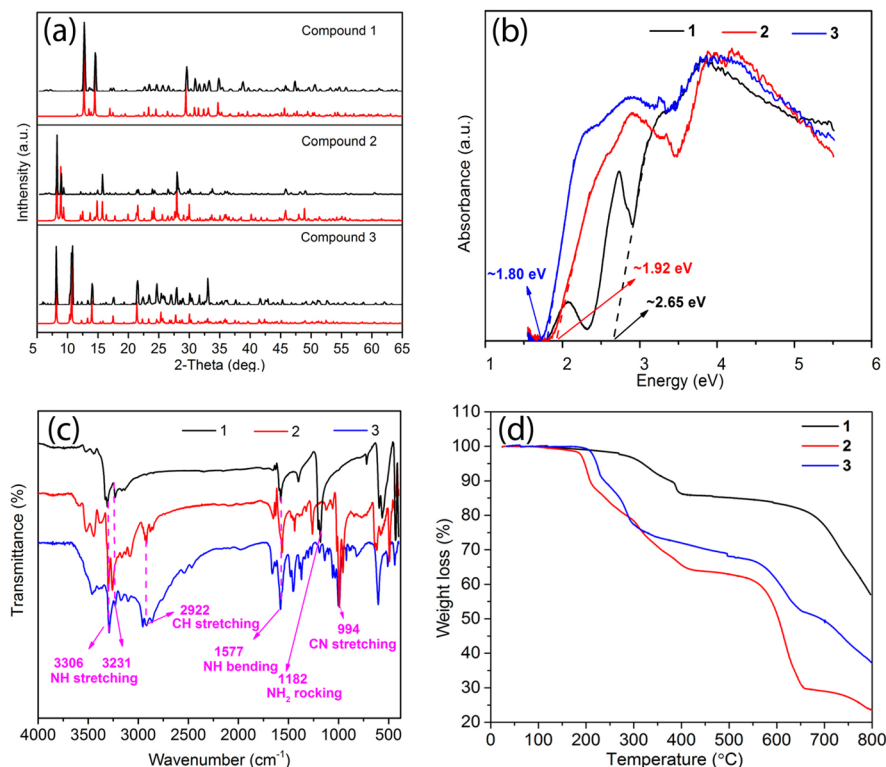 (a)
Compound 1
Compound 2
Compound 3
Inthensity (a.u.)
5 10 15 20 25 30 35 40 45 50 55 60 65
2-Theta (deg.)
(b)
1 2 3
Absorbance (a.u.)
~1.80 eV
~1.92 eV
~2.65 eV
1 2 3 4 5 6
Energy (eV)
(c)
1 2 3
Transmittance (%)
2922
CH stretching
994
CN stretching
1577
NH bending
3306
3231
NH stretching
1182
NH2 rocking
4000 3500 3000 2500 2000 1500 1000 500
Wavenumber (cm-1)
(d)
1
2
3
Weight loss (%)
110
100
90
80
70
60
50
40
30
20
0 100 200 300 400 500 600 700 800
Temperature (°C)